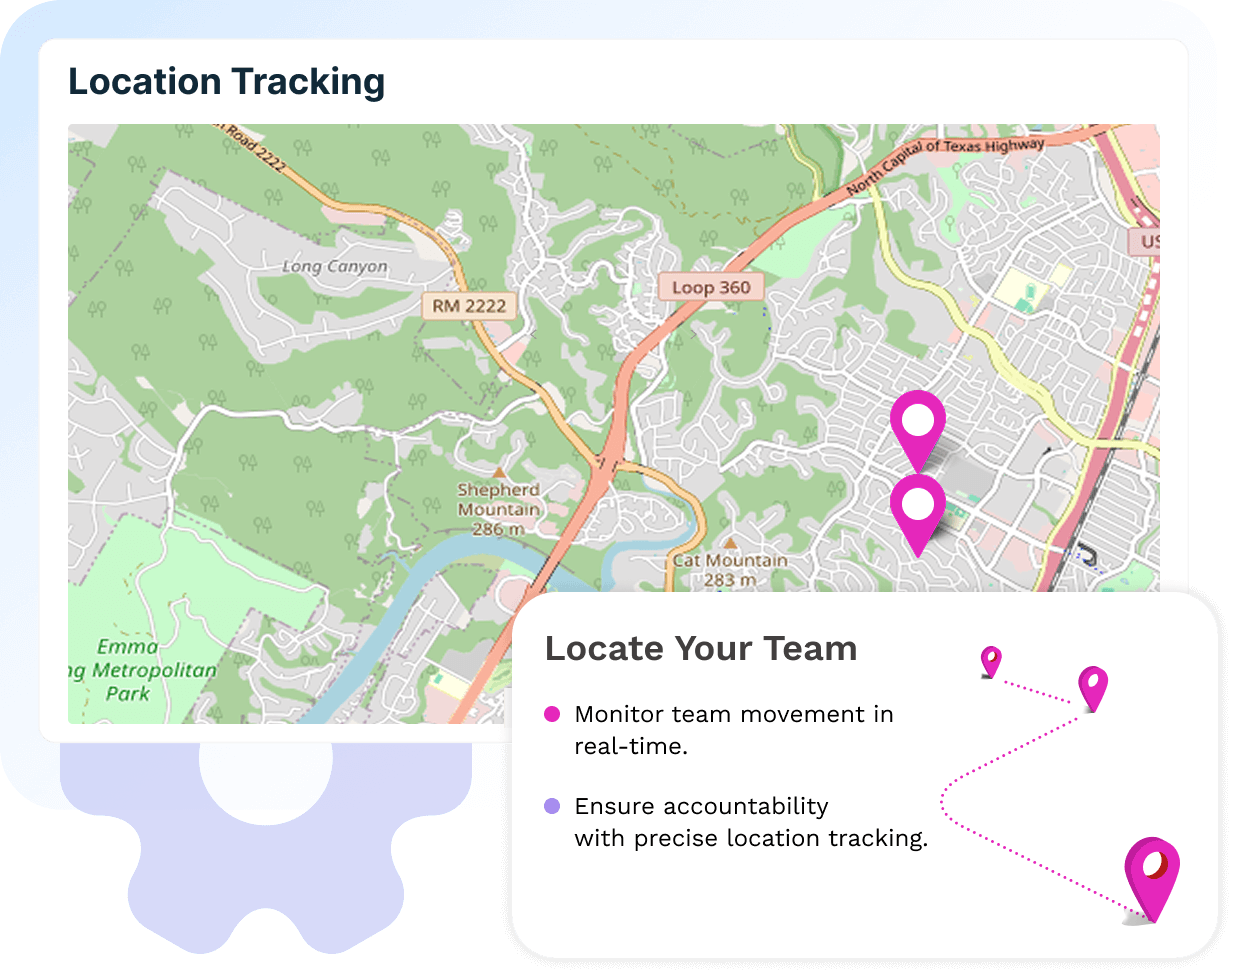 Location Tracking
Road 2222
North Capital of Texas Highway
US
Long Canyon
Loop 360
RM 2222
Shepherd
Mountain
286 m
Cat Mountain
283 m
Emma
ng Metropolitan
Park
Locate Your Team
Monitor team movement in
real-time.
Ensure accountability
with precise location tracking.